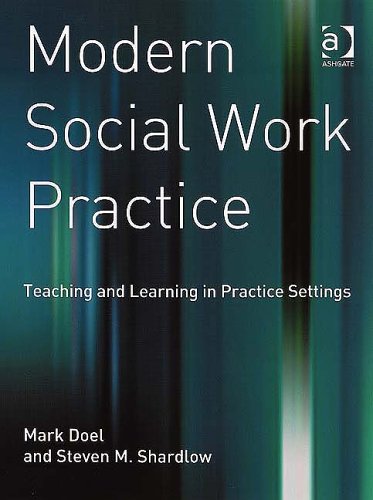 a
ASHGATE
Modern
Social Work
Practice
Teaching and Learning in Practice Settings
Mark Doel
and Steven M. Shardlow